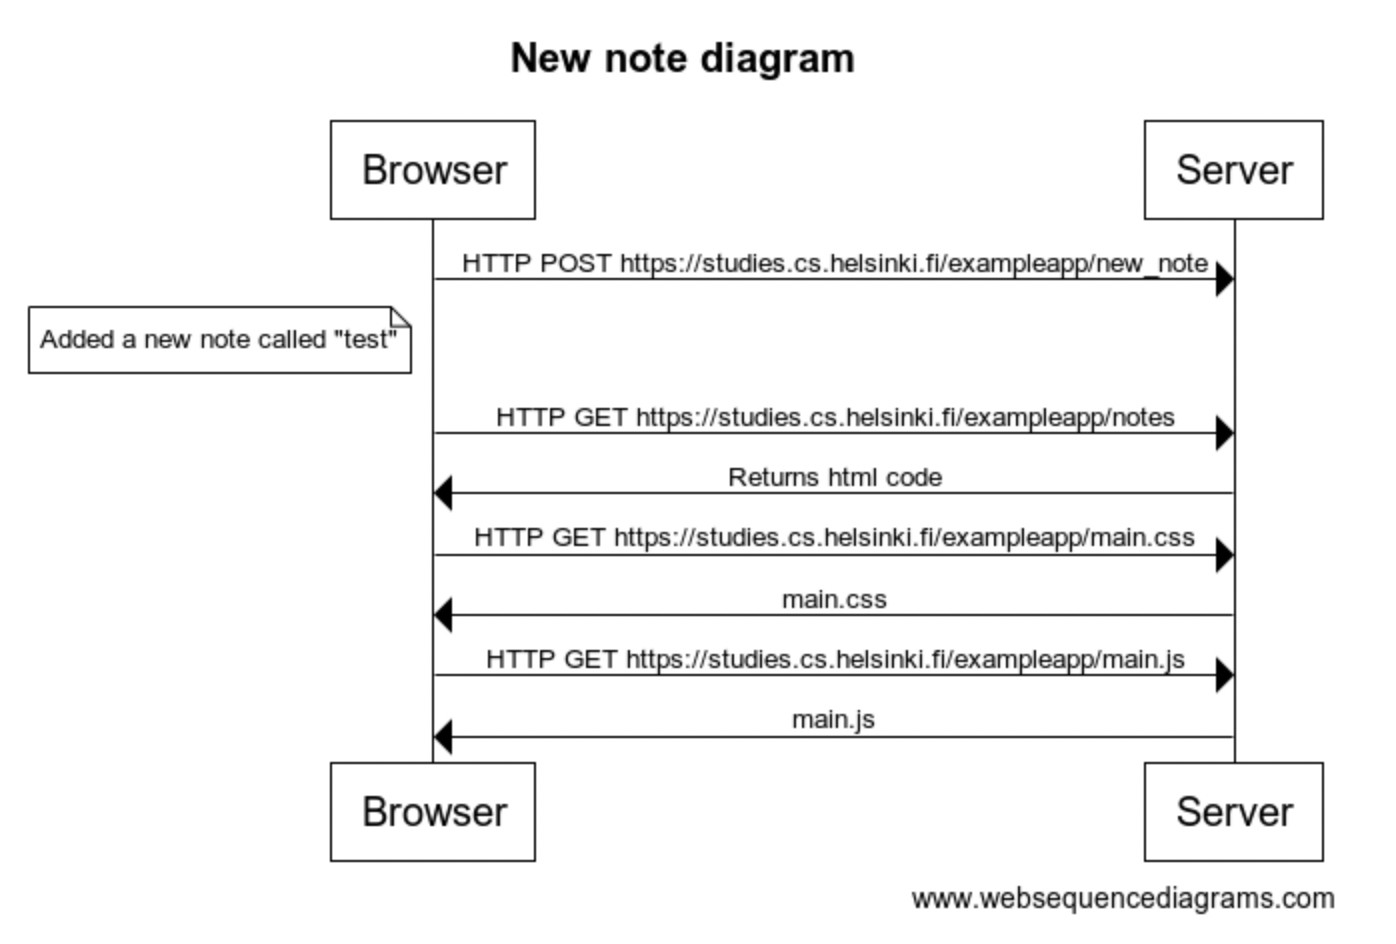 New note diagram
Browser
Server
HTTP POST https://studies.cs.helsinki.fi/exampleapp/new_note
Added a new note called "test"
HTTP GET https://studies.cs.helsinki.fi/exampleapp/notes
Returns html code
HTTP GET https://studies.cs.helsinki.fi/exampleapp/main.css
main.css
HTTP GET https://studies.cs.helsinki.fi/exampleapp/main.js
main.js
Browser
Server
www.websequencediagrams.com